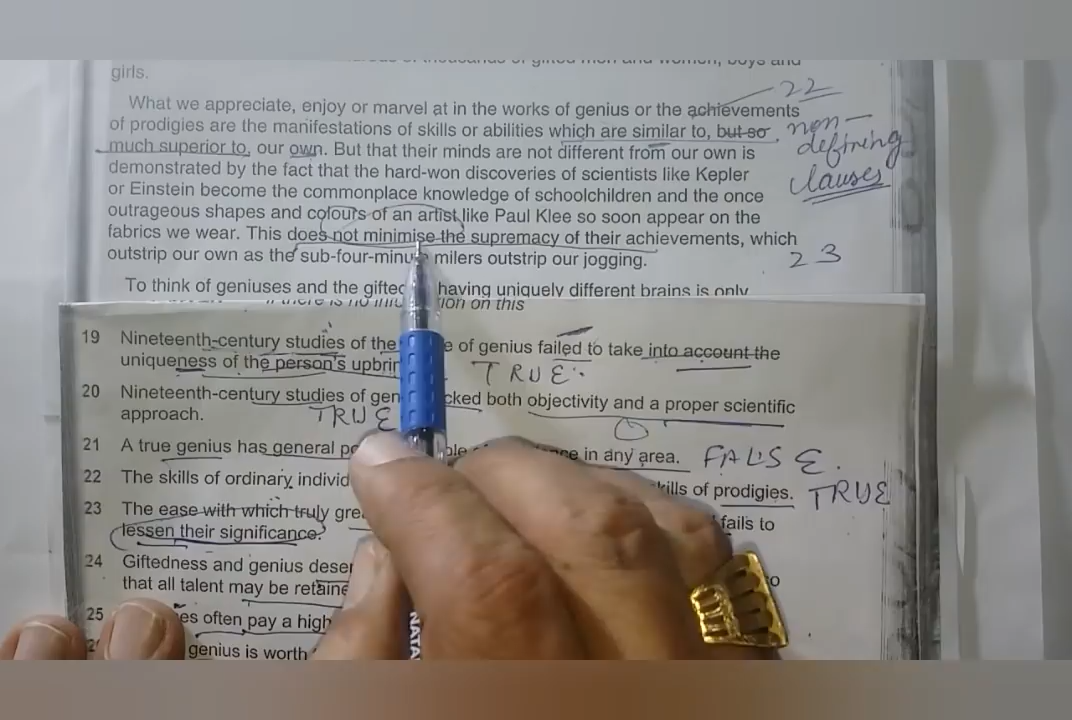 girls.
22
What we appreciate, enjoy or marvel at in the works of genius or the achievements
of prodigies are the manifestations of skills or abilities which are similar to, but so
non-
much superior to, our own. But that their minds are not different from our own is
defining
demonstrated by the fact that the hard-won discoveries of scientists like Kepler
clauses
or Einstein become the commonplace knowledge of schoolchildren and the once
outrageous shapes and colours of an artist like Paul Klee so soon appear on the
fabrics we wear. This does not minimise the supremacy of their achievements, which
outstrip our own as the sub-four-minute milers outstrip our jogging.
23
To think of geniuses and the gifted having uniquely different brains is only
on this
19 Nineteenth-century studies of the of genius failed to take into account the
uniqueness of the person's
TRUE.
20 Nineteenth-century studies of both objectivity and a proper scientific
approach.
TRUE
21 A true genius has general in any area. FALSE.
22 The skills of ordinary of prodigies. TRUE
23 The ease with which truly fails to
lessen their significance.
24 Giftedness and genius
that all talent may be
25 often pay a high
genius is worth